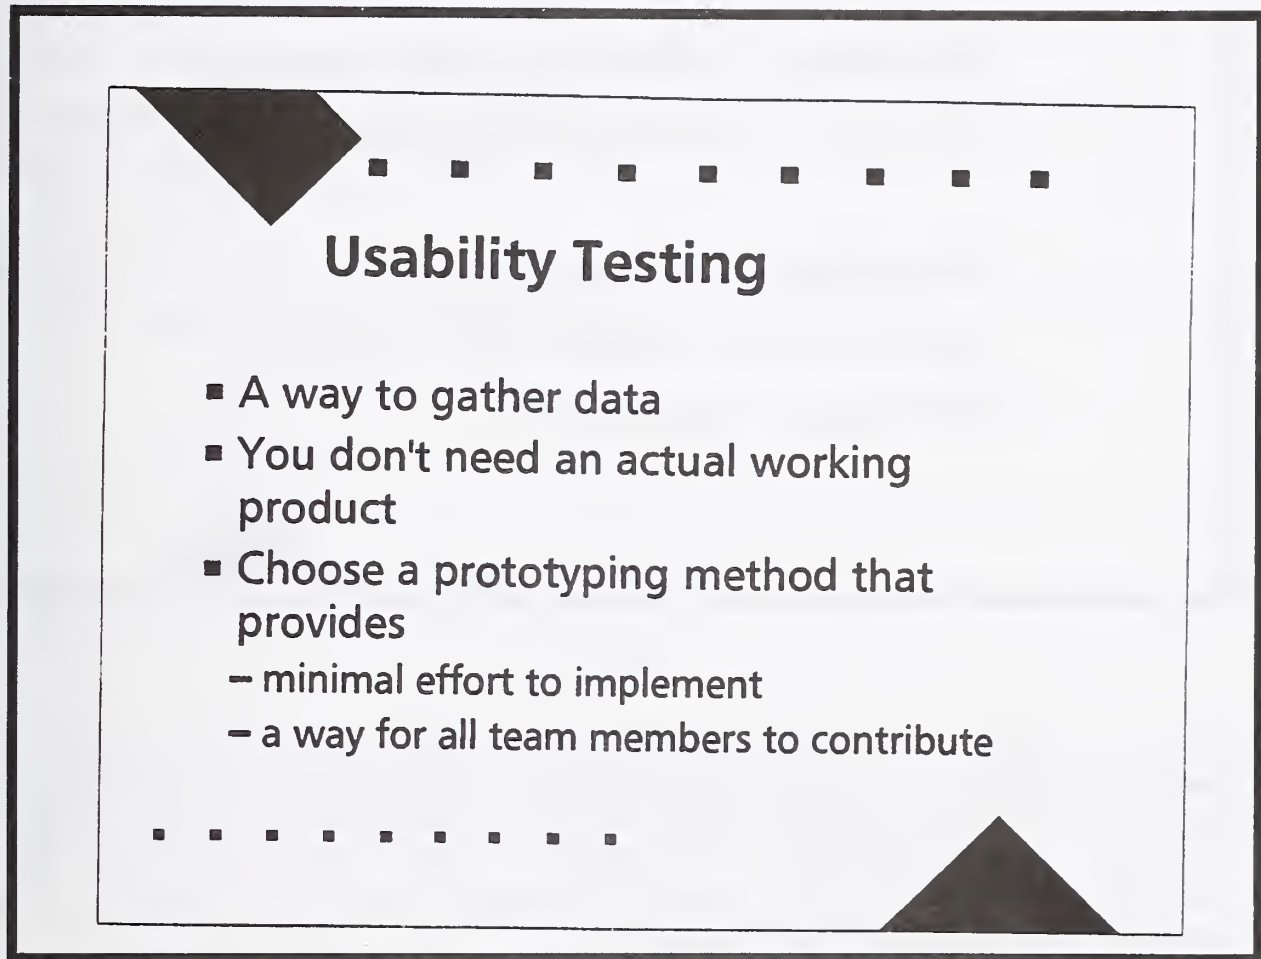 Usability Testing
▪ A way to gather data
▪ You don't need an actual working
product
▪ Choose a prototyping method that
provides
– minimal effort to implement
– a way for all team members to contribute